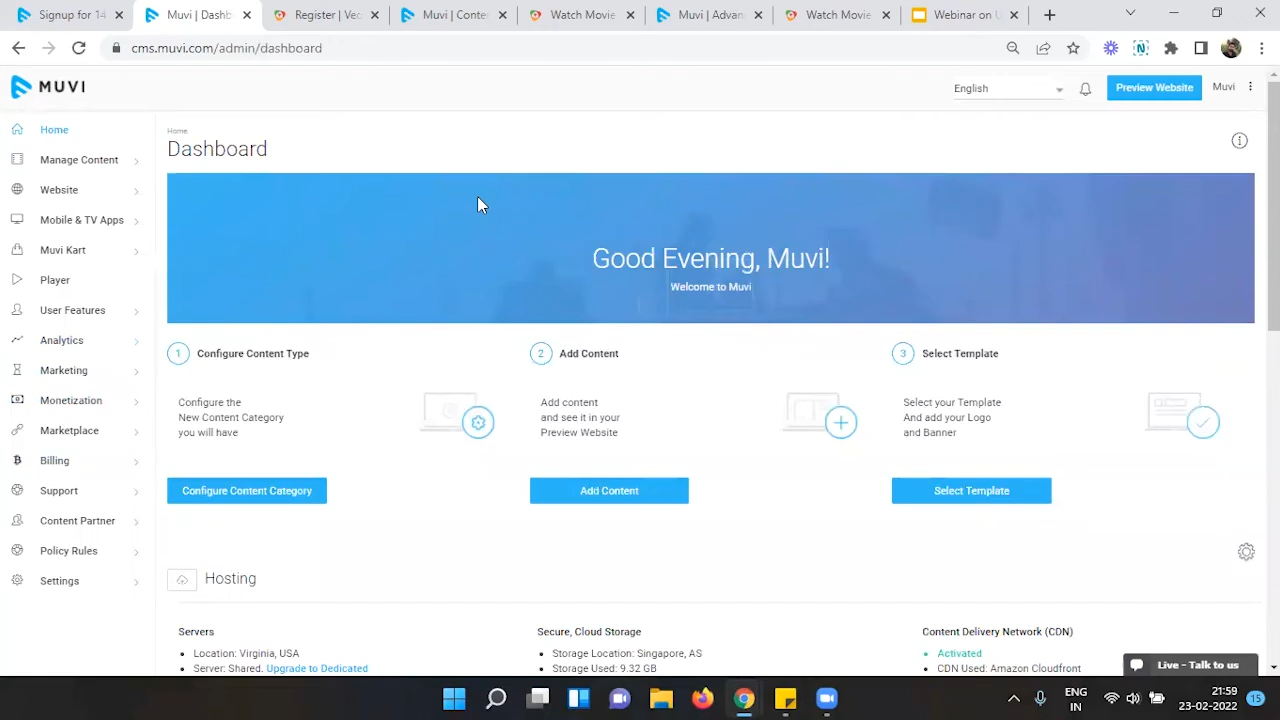 Signup for 14
Muvi | Dashb
Register | Vec
Muvi | Conte
Watch Movie
Muvi | Advan
Watch Movie
Webinar on U
cms.muvi.com/admin/dashboard
MUVI
English
Preview Website
Muvi
Home
Manage Content
Website
Mobile & TV Apps
Muvi Kart
Player
User Features
Analytics
Marketing
Monetization
Marketplace
Billing
Support
Content Partner
Policy Rules
Settings
Home
Dashboard
Good Evening, Muvi!
Welcome to Muvi
1 Configure Content Type
Configure the
New Content Category
you will have
Configure Content Category
2 Add Content
Add content
and see it in your
Preview Website
Add Content
3 Select Template
Select your Template
And add your Logo
and Banner
Select Template
Hosting
Servers
Location: Virginia, USA
Server: Shared. Upgrade to Dedicated
Secure, Cloud Storage
Storage Location: Singapore, AS
Storage Used: 9.32 GB
Content Delivery Network (CDN)
Activated
CDN Used: Amazon Cloudfront
Live - Talk to us
ENG
IN
21:59
23-02-2022
15